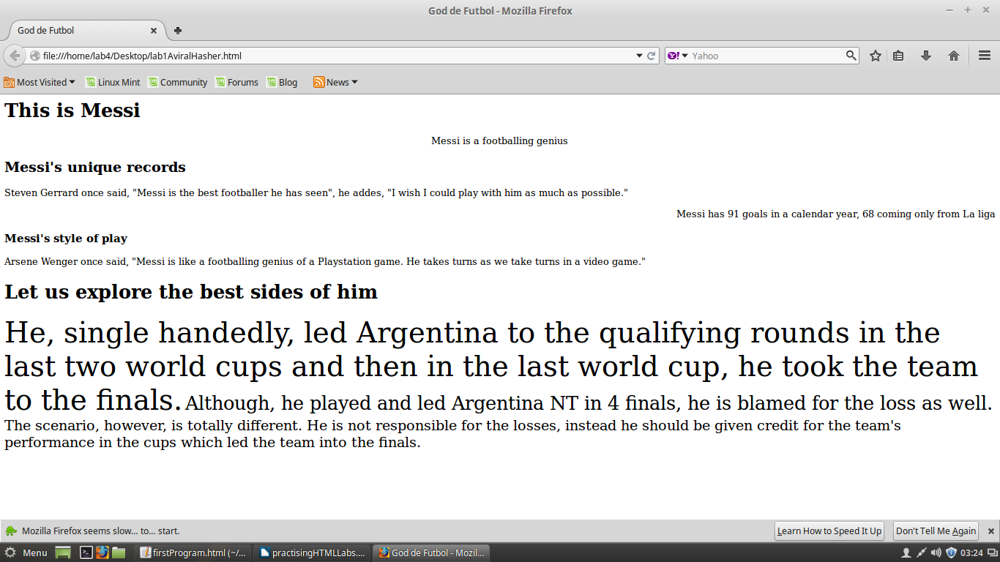 God de Futbol - Mozilla Firefox
God de Futbol
file:///home/lab4/Desktop/lab1AviralHasher.html
Y! Yahoo
Most Visited Linux Mint Community Forums Blog News
This is Messi
Messi is a footballing genius
Messi's unique records
Steven Gerrard once said, "Messi is the best footballer he has seen", he addes, "I wish I could play with him as much as possible."
Messi has 91 goals in a calendar year, 68 coming only from La liga
Messi's style of play
Arsene Wenger once said, "Messi is like a footballing genius of a Playstation game. He takes turns as we take turns in a video game."
Let us explore the best sides of him
He, single handedly, led Argentina to the qualifying rounds in the
last two world cups and then in the last world cup, he took the team
to the finals. Although, he played and led Argentina NT in 4 finals, he is blamed for the loss as well.
The scenario, however, is totally different. He is not responsible for the losses, instead he should be given credit for the team's
performance in the cups which led the team into the finals.
Mozilla Firefox seems slow... to... start. Learn How to Speed It Up Don't Tell Me Again
Menu firstProgram.html (~/... practisingHTMLLabs.... God de Futbol - Mozil... 03:24